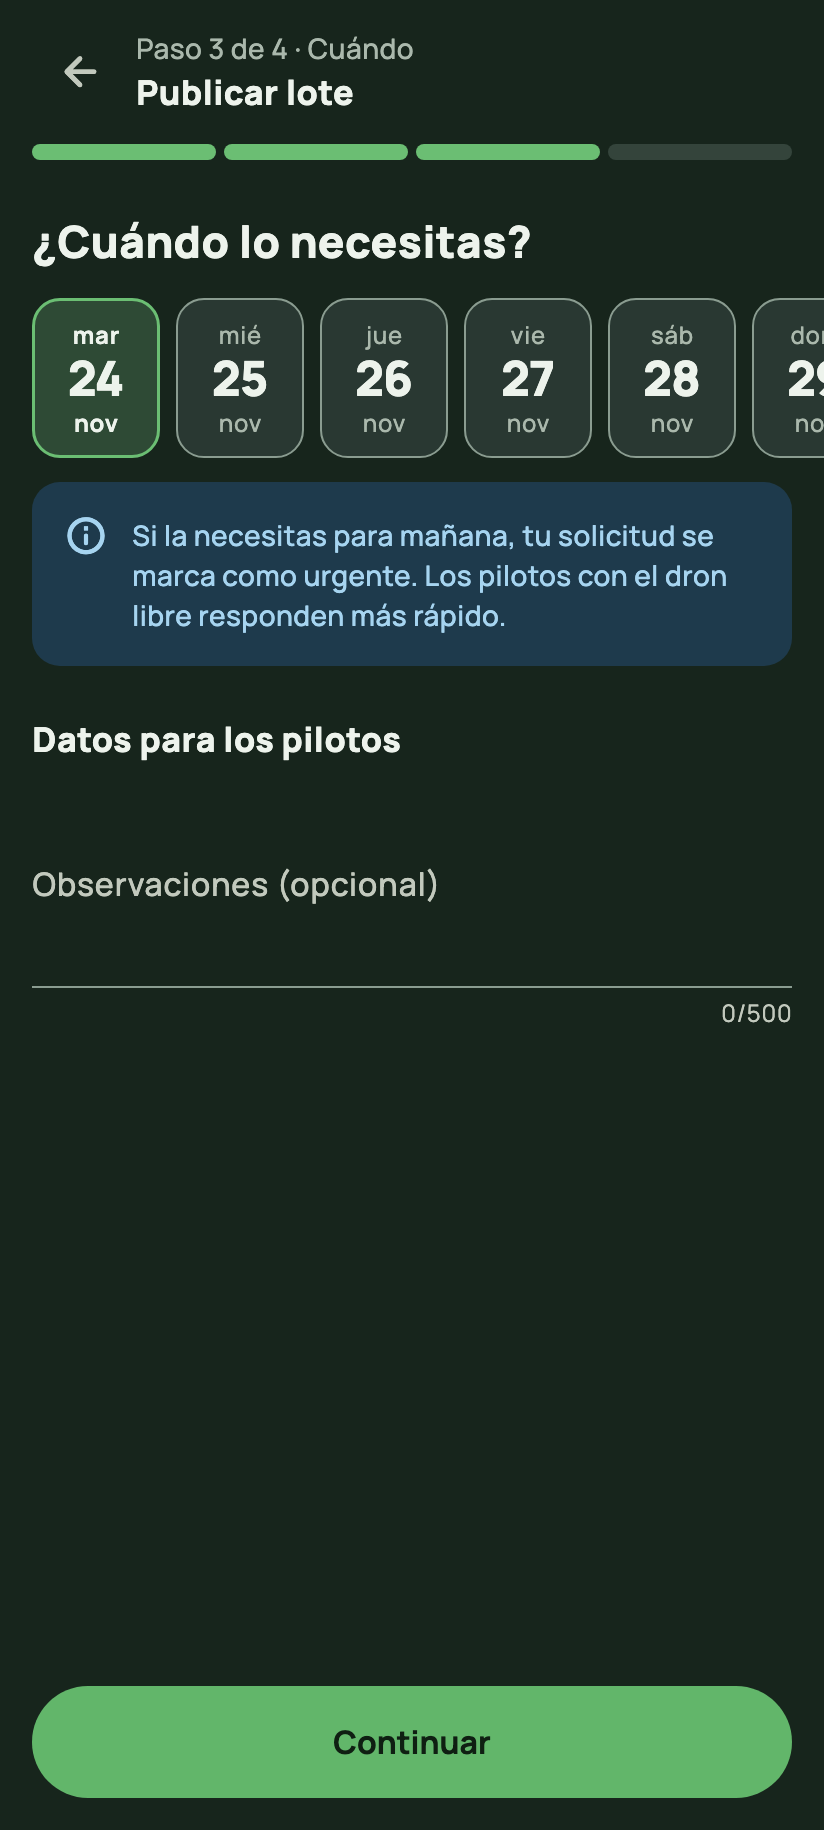 Paso 3 de 4 · Cuándo
Publicar lote
¿Cuándo lo necesitas?
mar mié jue vie sáb
24 25 26 27 28
nov nov nov nov nov
Si la necesitas para mañana, tu solicitud se
marca como urgente. Los pilotos con el dron
libre responden más rápido.
Datos para los pilotos
Observaciones (opcional)
0/500
Continuar